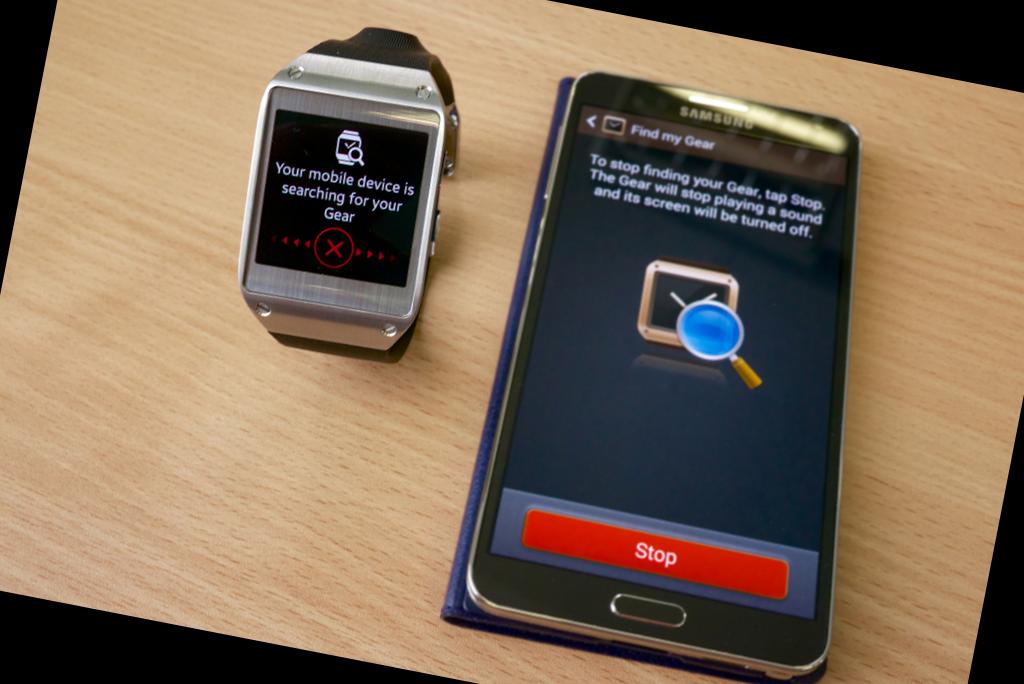 Your mobile device is
searching for your
Gear
SAMSUNG
Find my Gear
To stop finding your Gear, tap Stop.
The Gear will stop playing a sound
and its screen will be turned off.
Stop